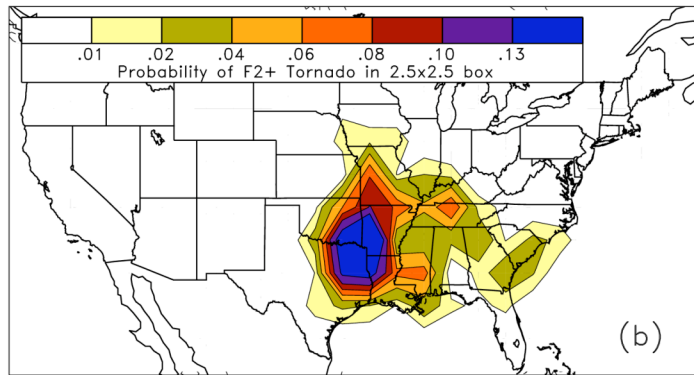 .01 .02 .04 .06 .08 .10 .13
Probability of F2+ Tornado in 2.5x2.5 box
(b)